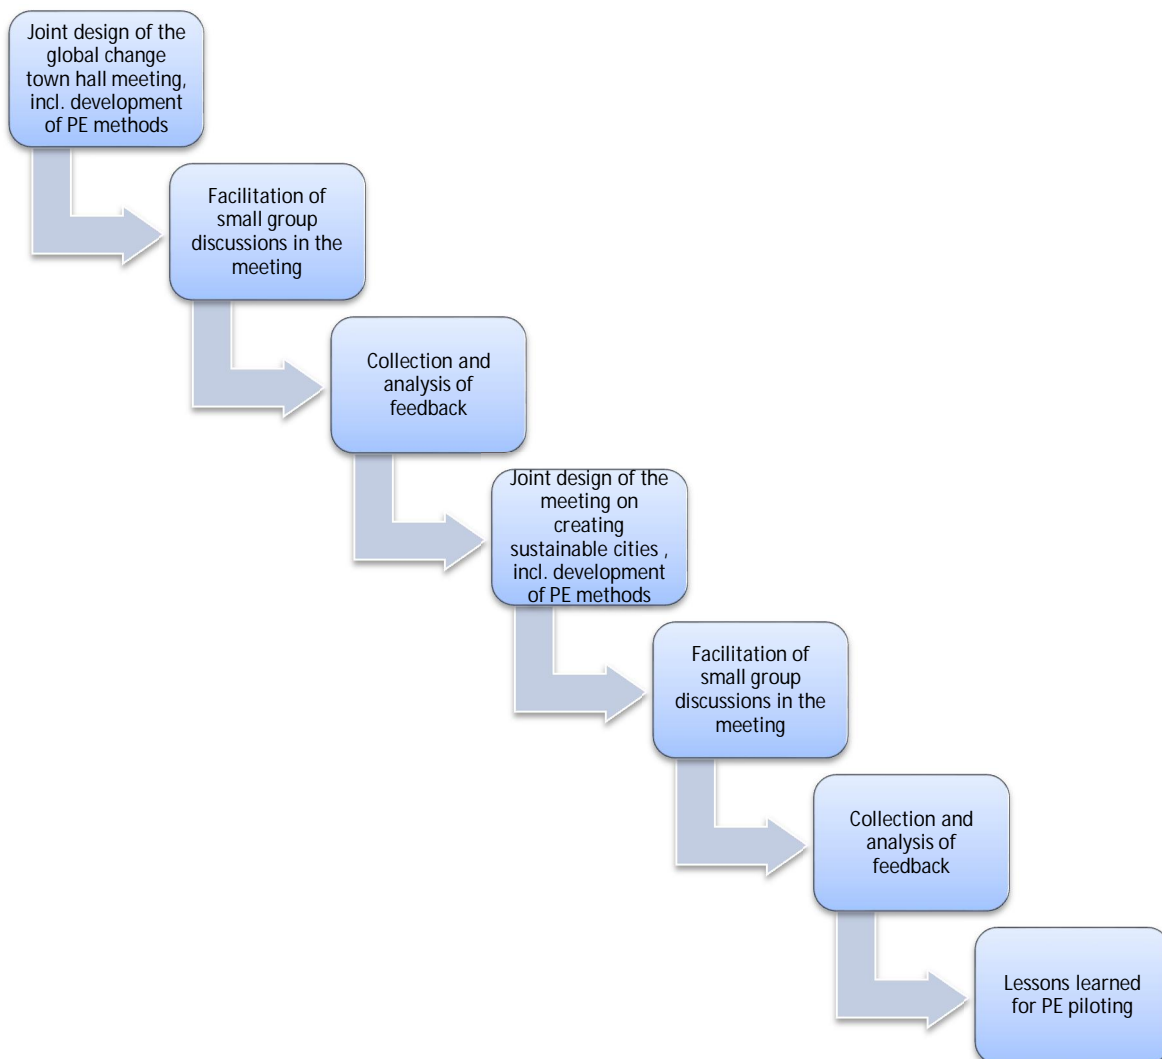 Joint design of the
global change
town hall meeting,
incl. development
of PE methods
Facilitation of
small group
discussions in the
meeting
Collection and
analysis of
feedback
Joint design of the
meeting on
creating
sustainable cities ,
incl. development
of PE methods
Facilitation of
small group
discussions in the
meeting
Collection and
analysis of
feedback
Lessons learned
for PE piloting